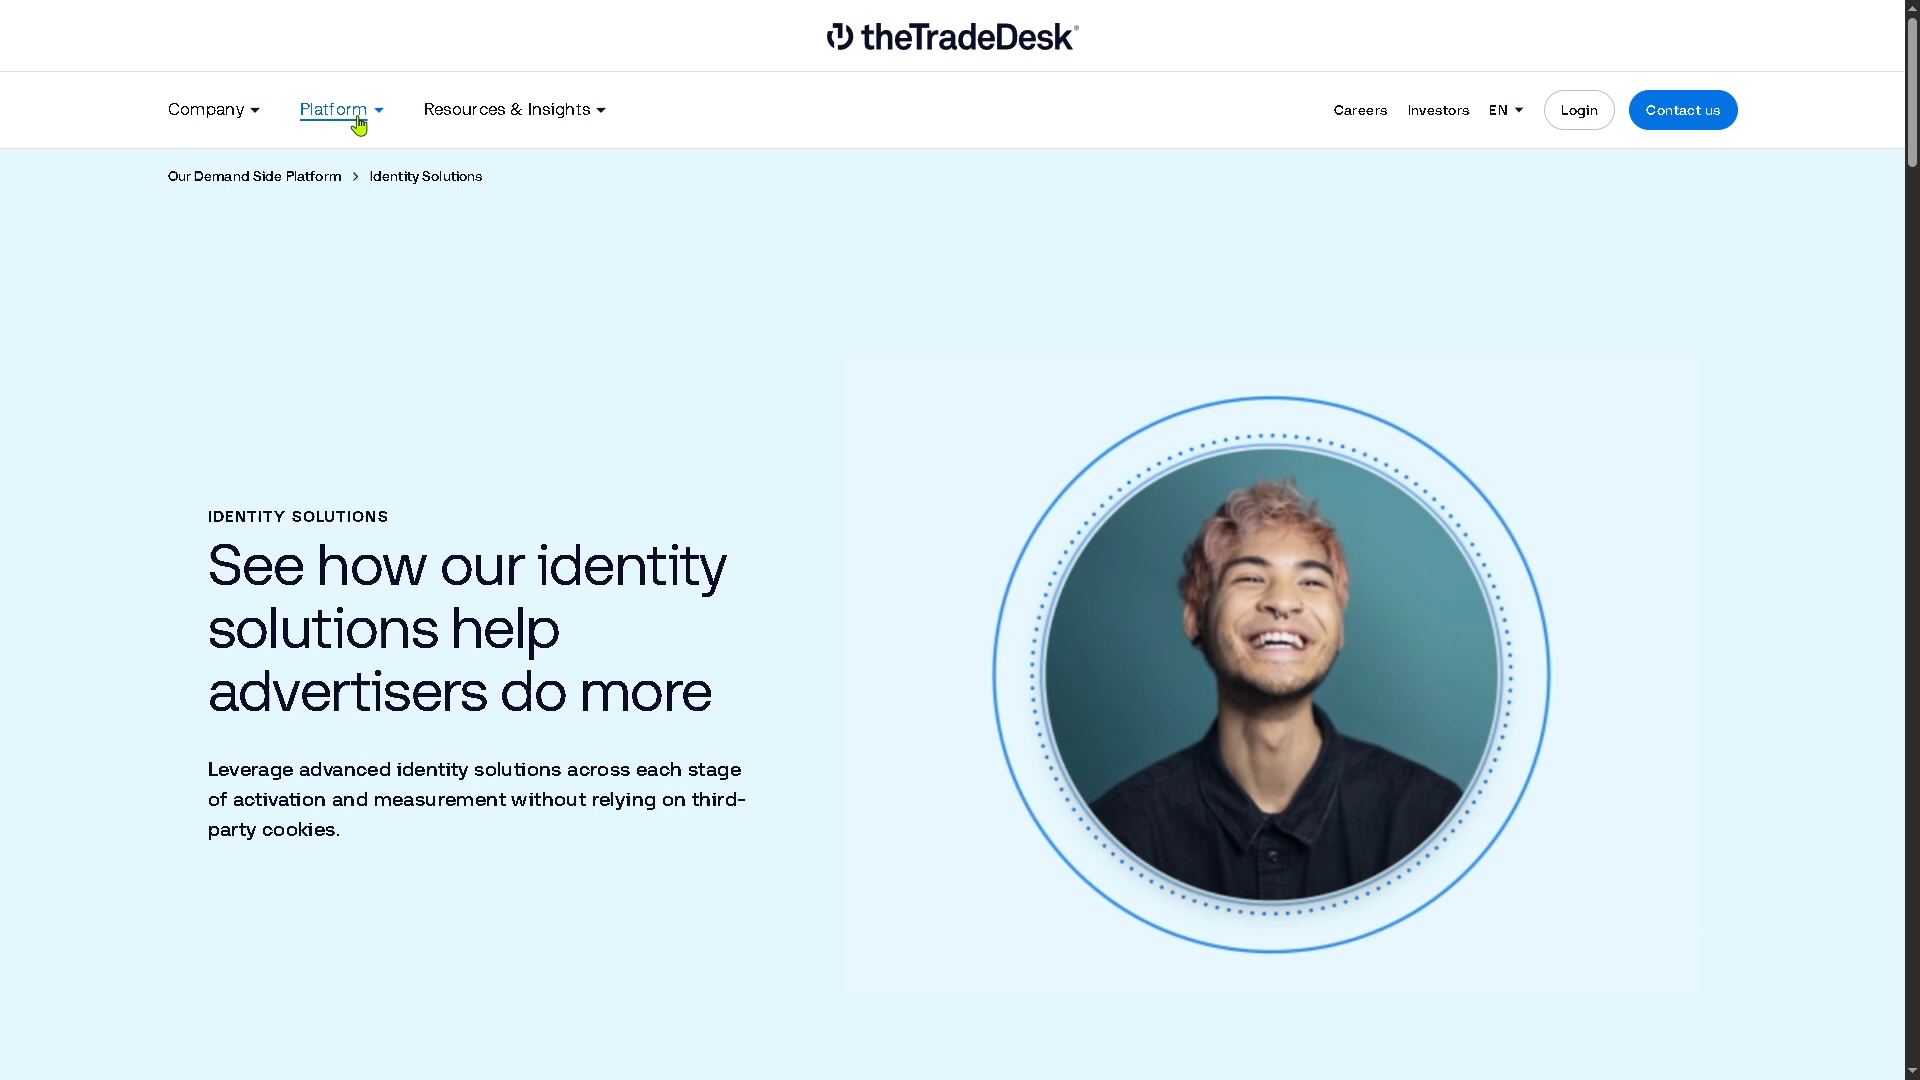 theTradeDesk®
Company
Platform
Resources & Insights
Careers
Investors
EN
Login
Contact us
Our Demand Side Platform > Identity Solutions
IDENTITY SOLUTIONS
See how our identity
solutions help
advertisers do more
Leverage advanced identity solutions across each stage
of activation and measurement without relying on third-
party cookies.